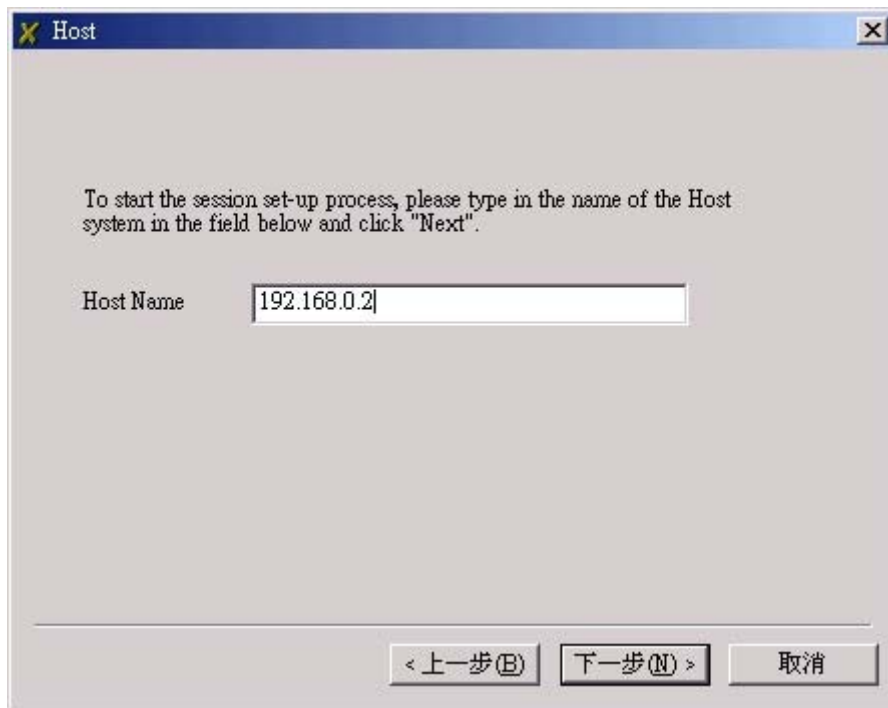 Host
To start the session set-up process, please type in the name of the Host
system in the field below and click "Next".
Host Name
192.168.0.2
< 上一步(B)
下一步(N) >
取消